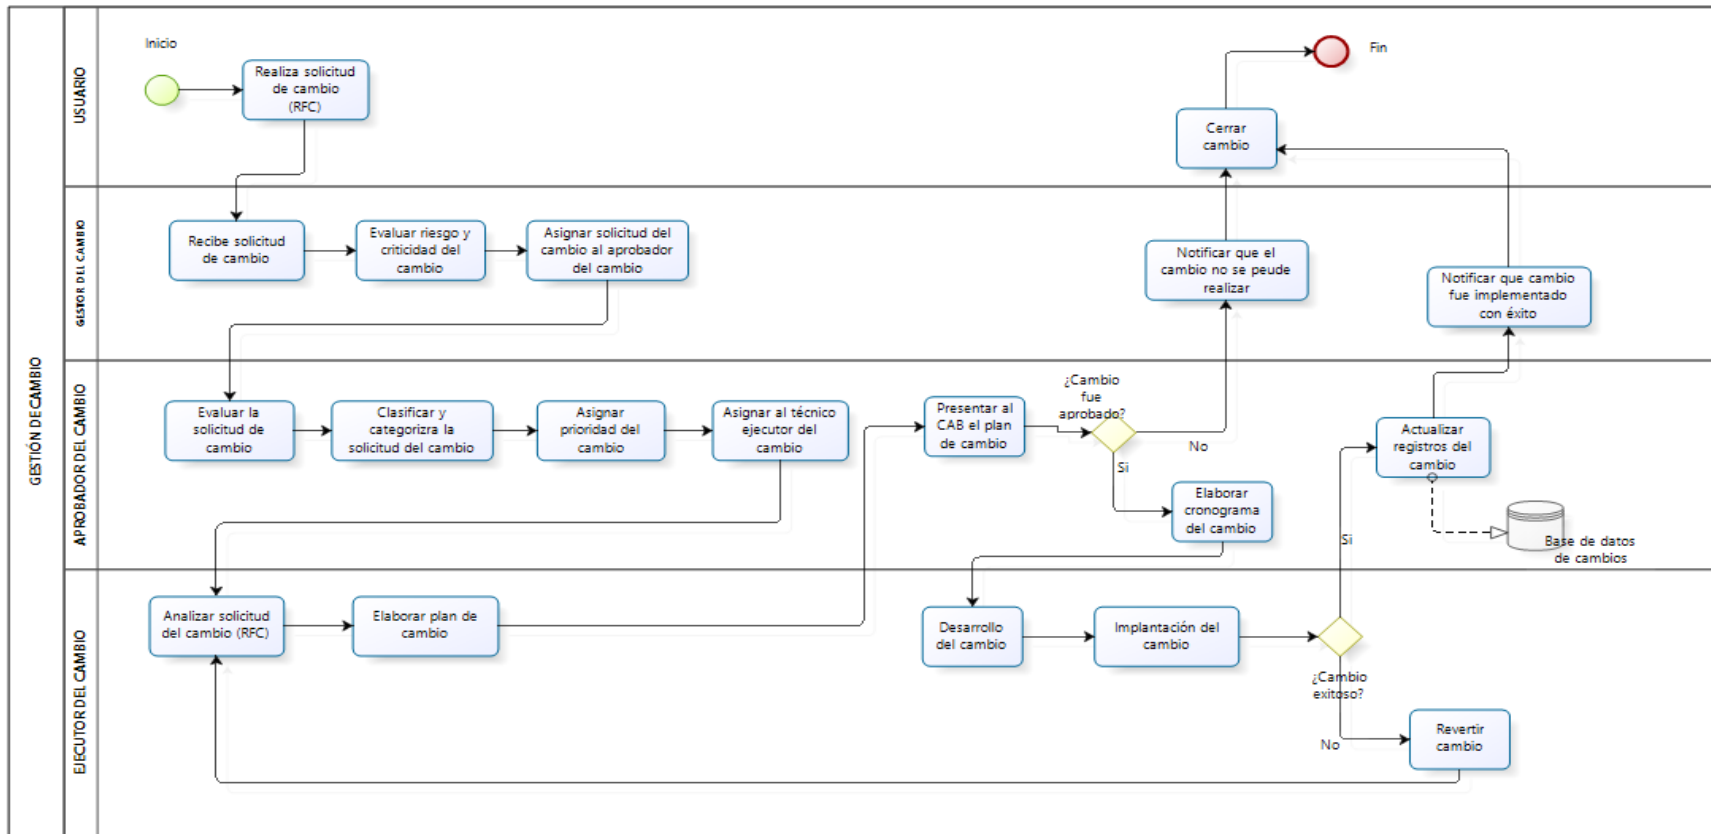 GESTIÓN DE CAMBIO
USUARIO
Inicio
Realiza solicitud
de cambio
(RFC)
Fin
Cerrar
cambio
GESTOR DEL CAMBIO
Recibe solicitud
de cambio
Evaluar riesgo y
criticidad del
cambio
Asignar solicitud del
cambio al aprobador
del cambio
Notificar que el
cambio no se peude
realizar
Notificar que cambio
fue implementado
con éxito
APROBADOR DEL CAMBIO
Evaluar la
solicitud de
cambio
Clasificar y
categorizra la
solicitud del cambio
Asignar
prioridad del
cambio
Asignar al técnico
ejecutor del
cambio
Presentar al
CAB el plan
de cambio
¿Cambio
fue
aprobado?
No
Si
Elaborar
cronograma
del cambio
Actualizar
registros del
cambio
Base de datos
de cambios
Si
EJECUTOR DEL CAMBIO
Analizar solicitud
del cambio (RFC)
Elaborar plan de
cambio
Desarrollo
del cambio
Implantación del
cambio
¿Cambio
exitoso?
No
Revertir
cambio